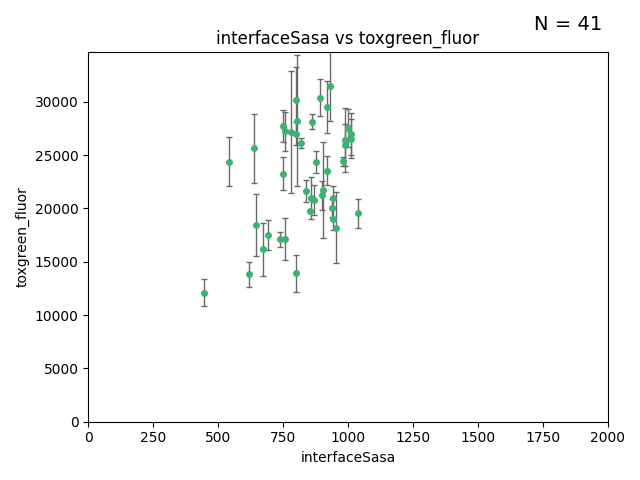 N = 41
interfaceSasa vs toxgreen_fluor
toxgreen_fluor
30000
25000
20000
15000
10000
5000
0
0 250 500 750 1000 1250 1500 1750 2000
interfaceSasa